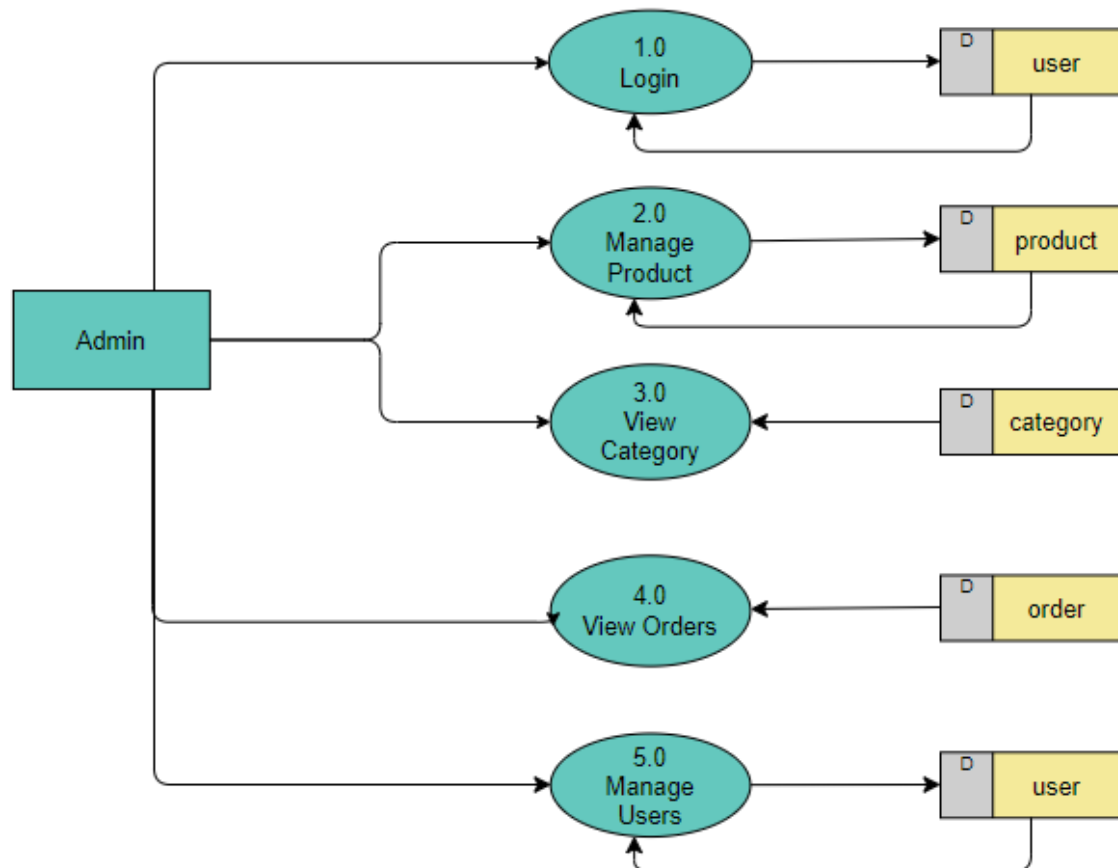 1.0
Login
D
user
2.0
Manage
Product
D
product
Admin
3.0
View
Category
D
category
4.0
View Orders
D
order
5.0
Manage
Users
D
user